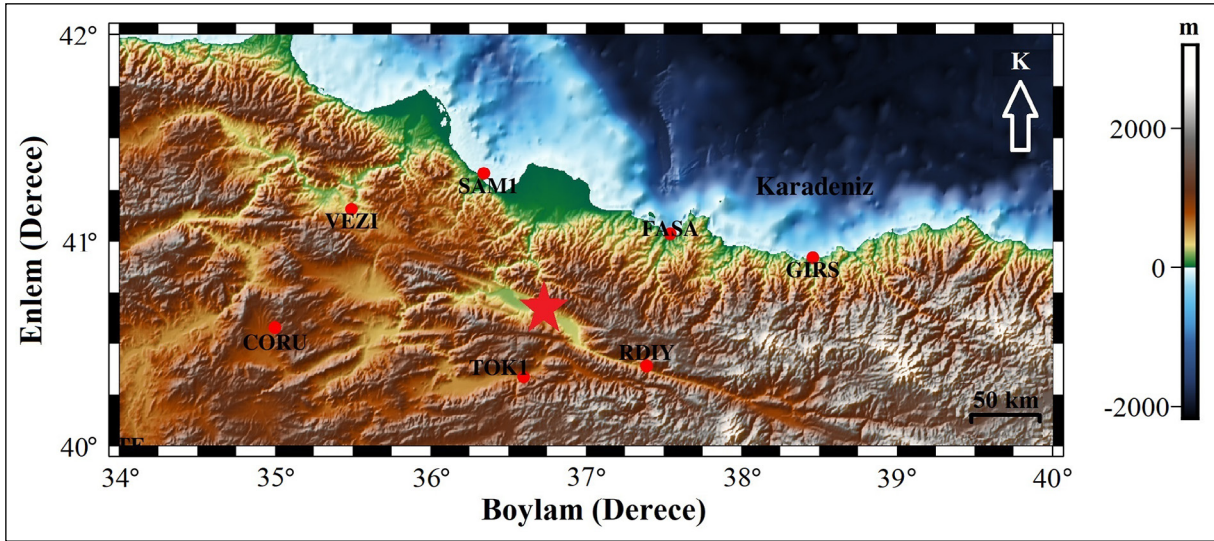 42°
m
K
2000
Enlem (Derece)
Karadeniz
SAM1
VEZI
FASA
41°
0
GIRS
CORU
RDIY
TOK1
50 km
-2000
TE
40°
34°
35°
36°
37°
38°
39°
40°
Boylam (Derece)